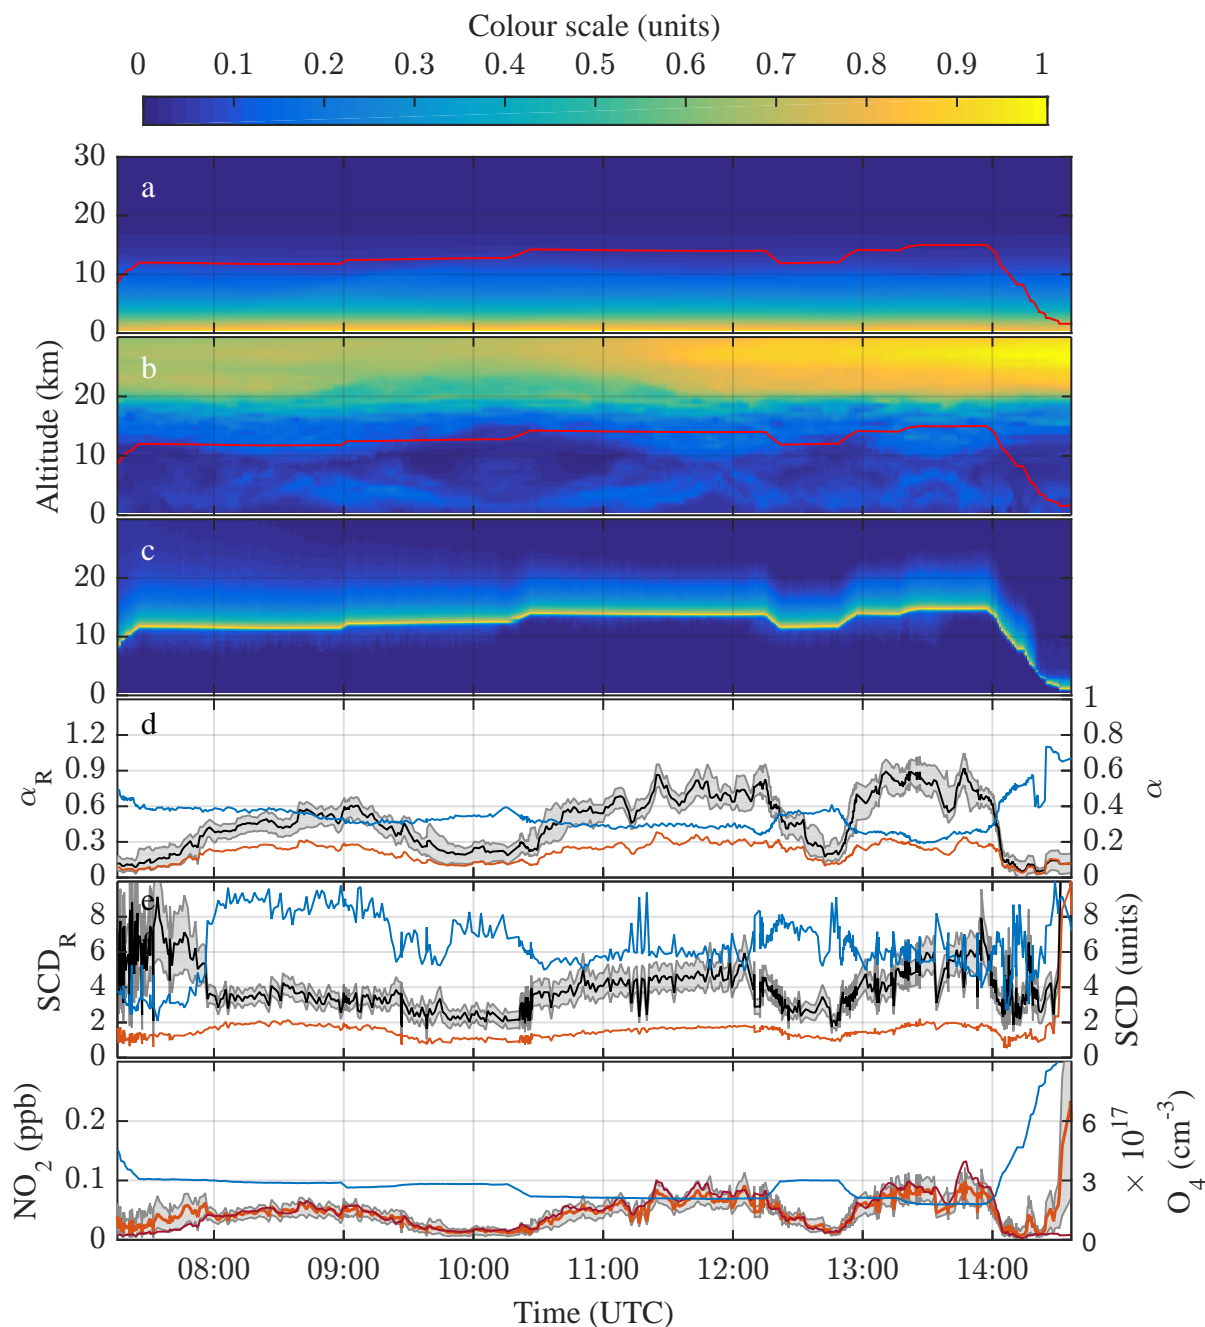 Colour scale (units)
0 0.1 0.2 0.3 0.4 0.5 0.6 0.7 0.8 0.9 1
30
a
20
10
0
b
20
10
0
Altitude (km)
c
20
10
0
1
d
1.2
0.9
0.6
0.3
0
α_R
0.8
0.6
0.4
0.2
0
α
e
8
6
4
2
0
SCD_R
8
6
4
2
0
SCD (units)
0.2
0.1
0
NO₂ (ppb)
6
3
0
× 10¹⁷
O₄ (cm⁻³)
08:00 09:00 10:00 11:00 12:00 13:00 14:00
Time (UTC)